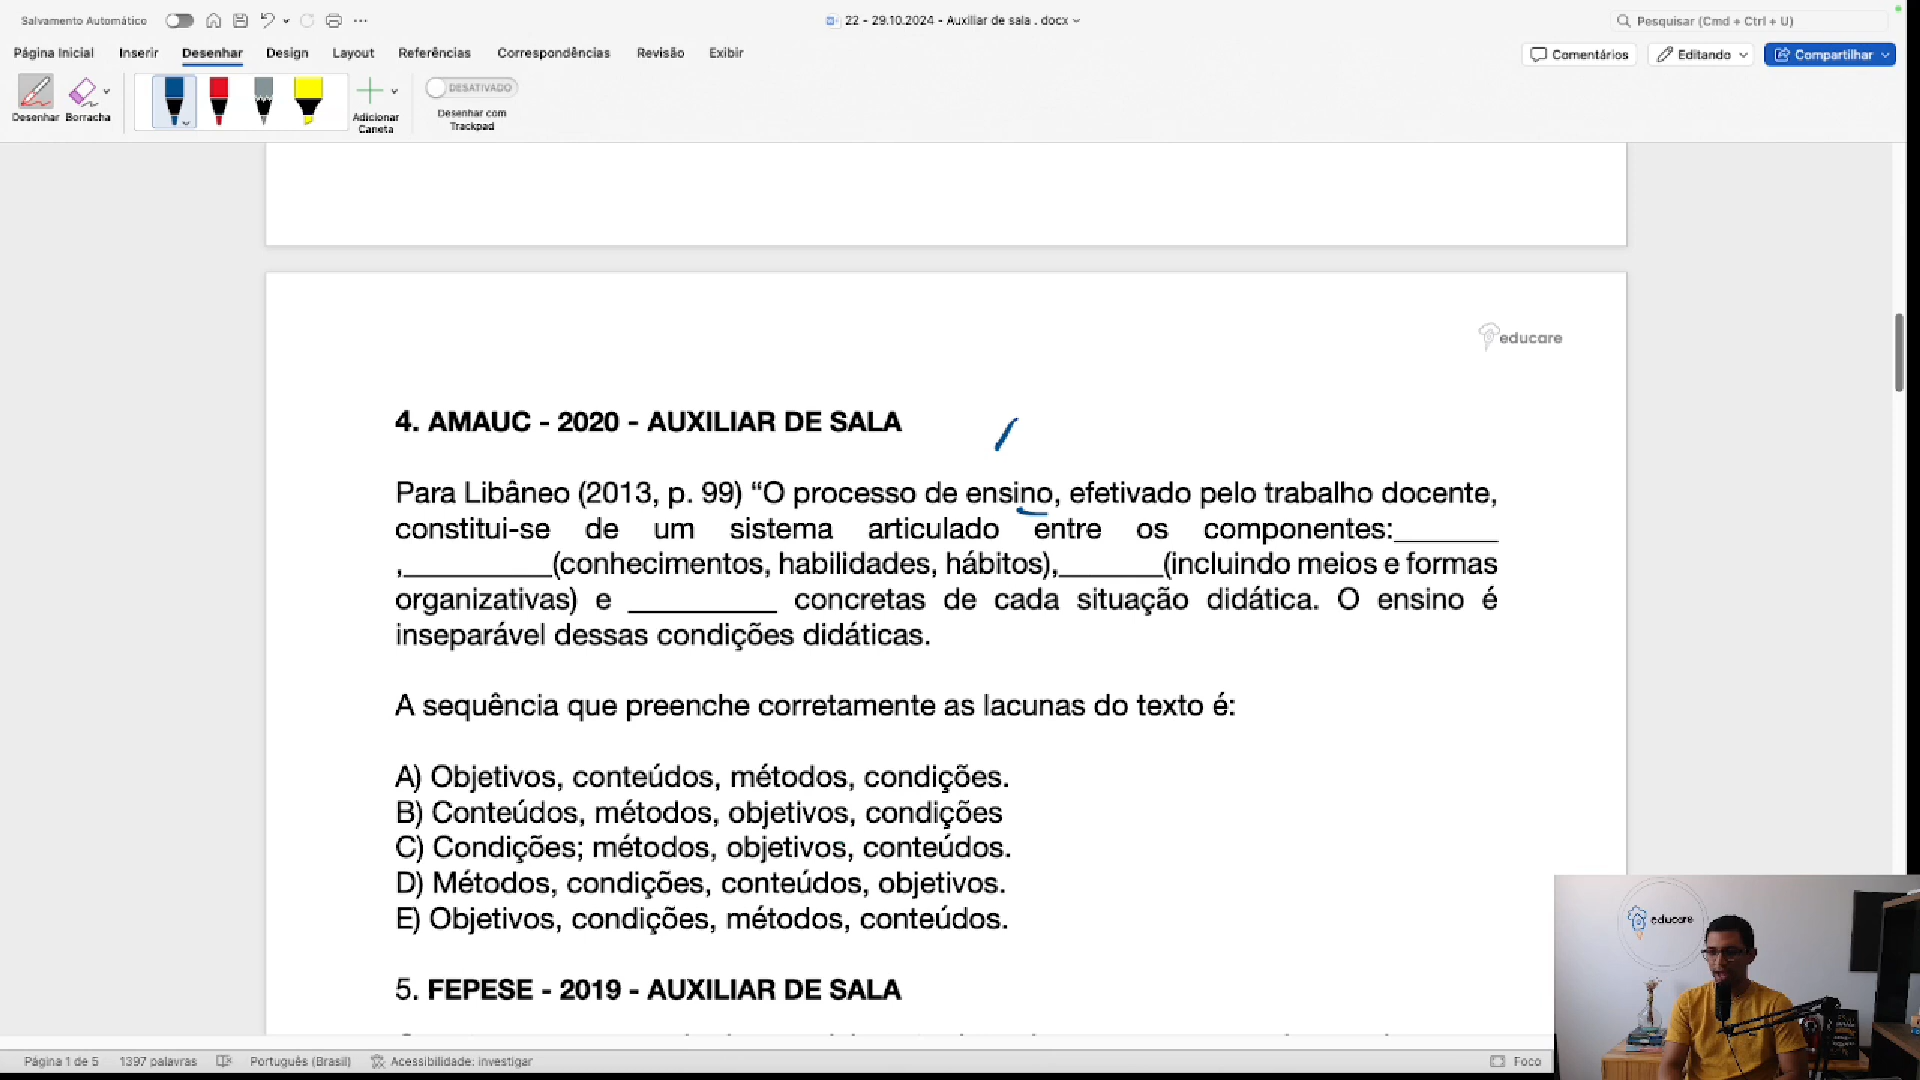 Salvamento Automático
22 - 29.10.2024 - Auxiliar de sala . docx
Pesquisar (Cmd + Ctrl + U)
Página Inicial Inserir Desenhar Design Layout Referências Correspondências Revisão Exibir
Comentários Editando Compartilhar
Desenhar Borracha Adicionar Caneta
DESATIVADO
Desenhar com Trackpad
educare
4. AMAUC - 2020 - AUXILIAR DE SALA
Para Libâneo (2013, p. 99) “O processo de ensino, efetivado pelo trabalho docente,
constitui-se de um sistema articulado entre os componentes:_______
,__________(conhecimentos, habilidades, hábitos),_______(incluindo meios e formas
organizativas) e __________ concretas de cada situação didática. O ensino é
inseparável dessas condições didáticas.
A sequência que preenche corretamente as lacunas do texto é:
A) Objetivos, conteúdos, métodos, condições.
B) Conteúdos, métodos, objetivos, condições
C) Condições; métodos, objetivos, conteúdos.
D) Métodos, condições, conteúdos, objetivos.
E) Objetivos, condições, métodos, conteúdos.
5. FEPESE - 2019 - AUXILIAR DE SALA
educare
Página 1 de 5 1397 palavras Português (Brasil) Acessibilidade: investigar Foco